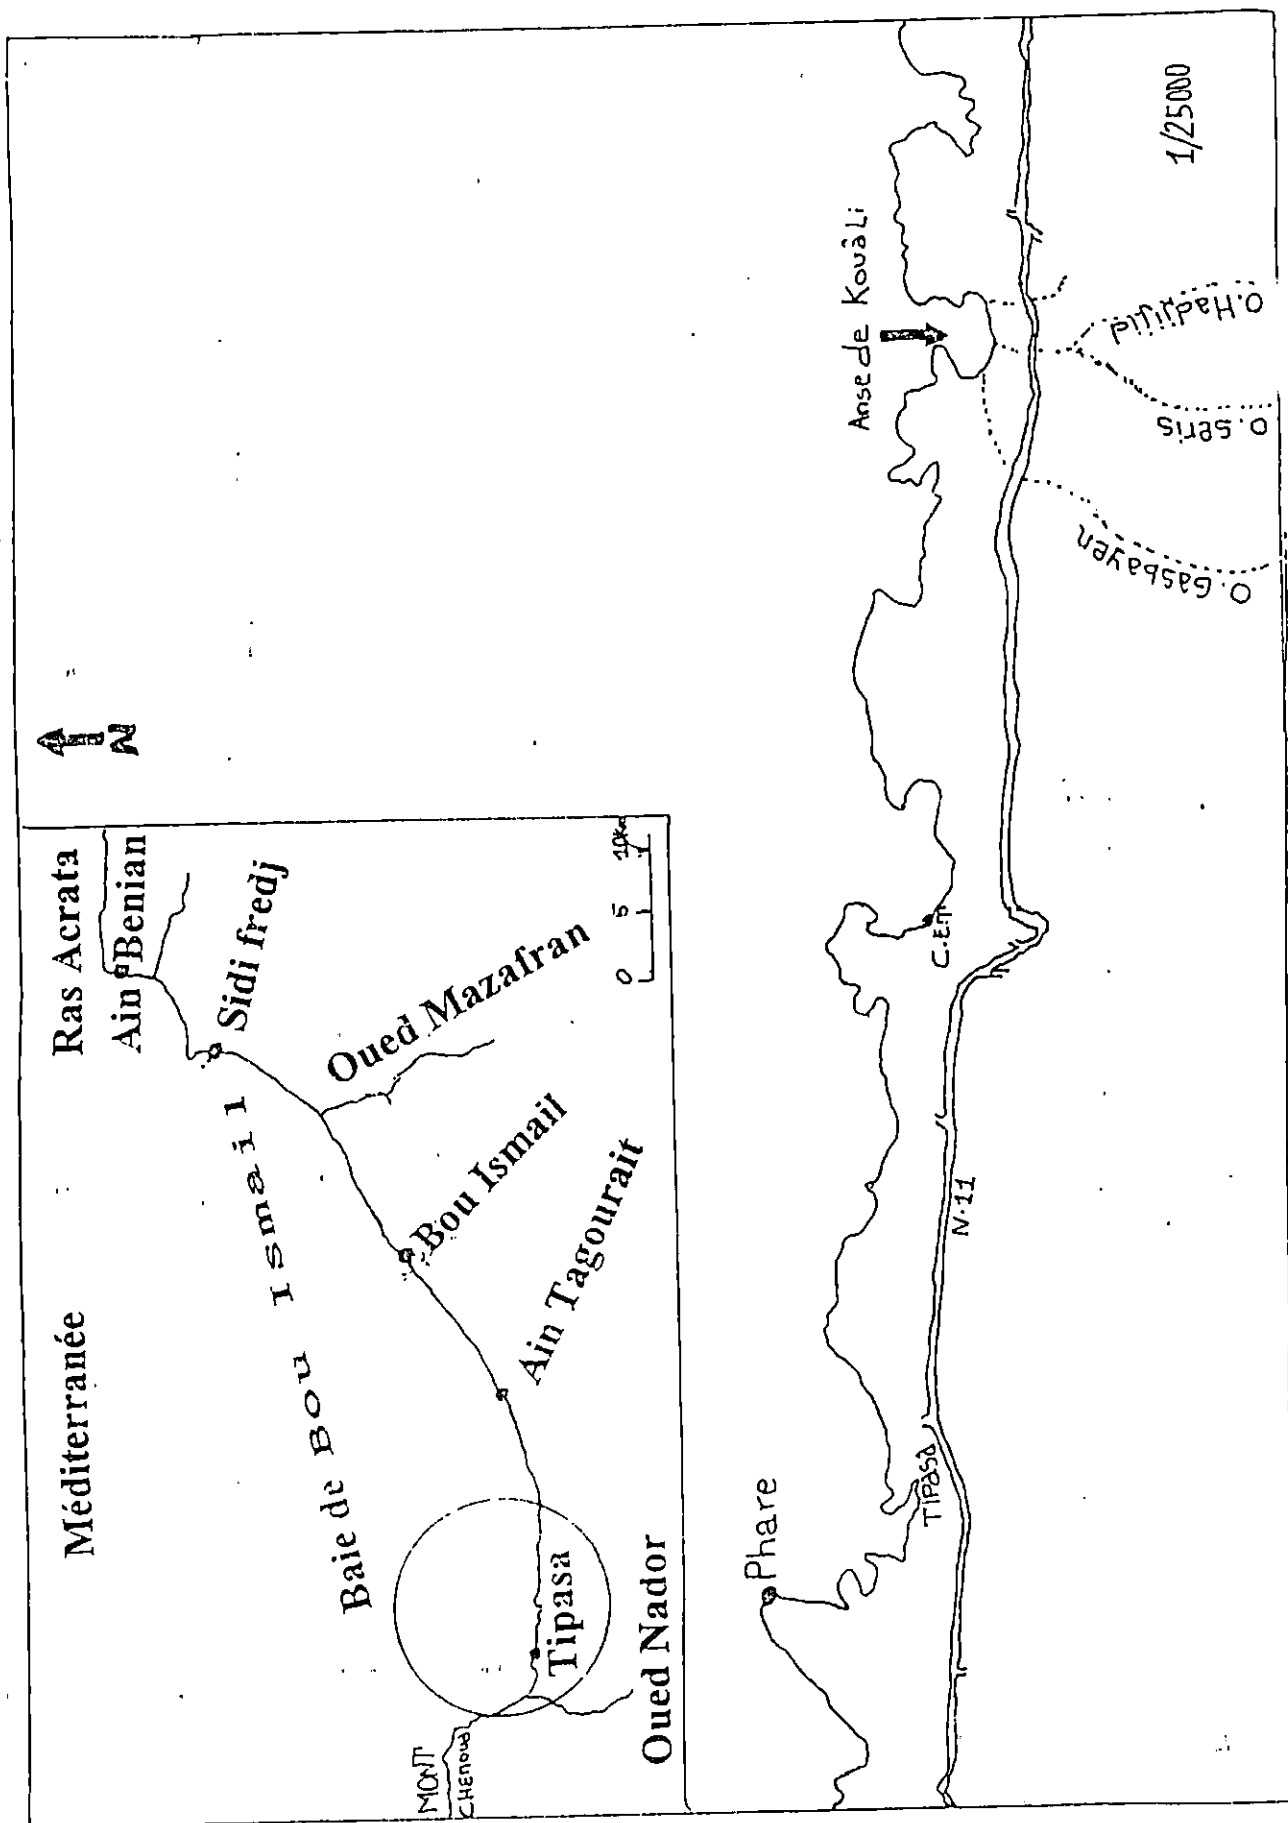 Méditerranée
Ras Acrata
Ain Benian
Sidi fredj
Baie de Bou Ismail
Oued Mazafran
Bou Ismail
Ain Tagourait
Tipasa
MONT
CHENOUA
Oued Nador
0 5 10Km
N
Phare
TIPASA
N.11
C.E.T
Anse de Kouali
O.Gasbayen
O.seris
O.Hadjijid
1/25000